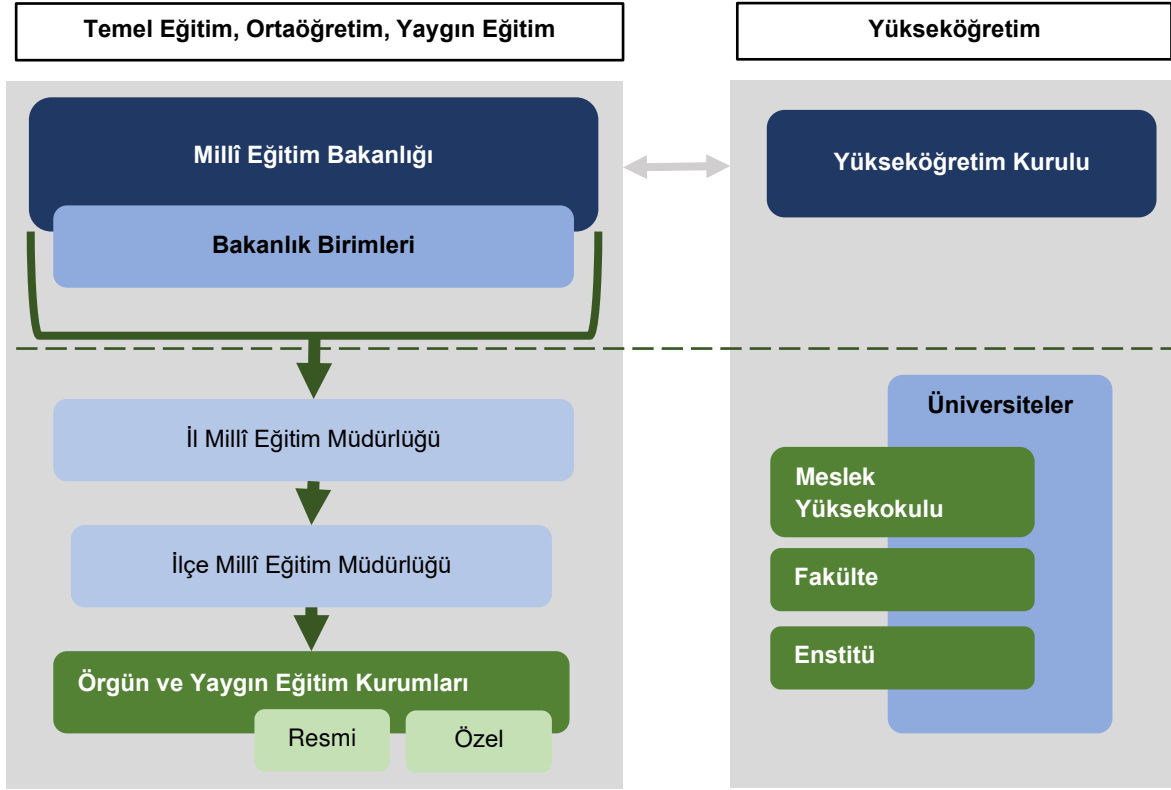 Temel Eğitim, Ortaöğretim, Yaygın Eğitim
Yükseköğretim
Millî Eğitim Bakanlığı
Bakanlık Birimleri
Yükseköğretim Kurulu
İl Millî Eğitim Müdürlüğü
İlçe Millî Eğitim Müdürlüğü
Örgün ve Yaygın Eğitim Kurumları
Resmi
Özel
Üniversiteler
Meslek
Yüksekokulu
Fakülte
Enstitü